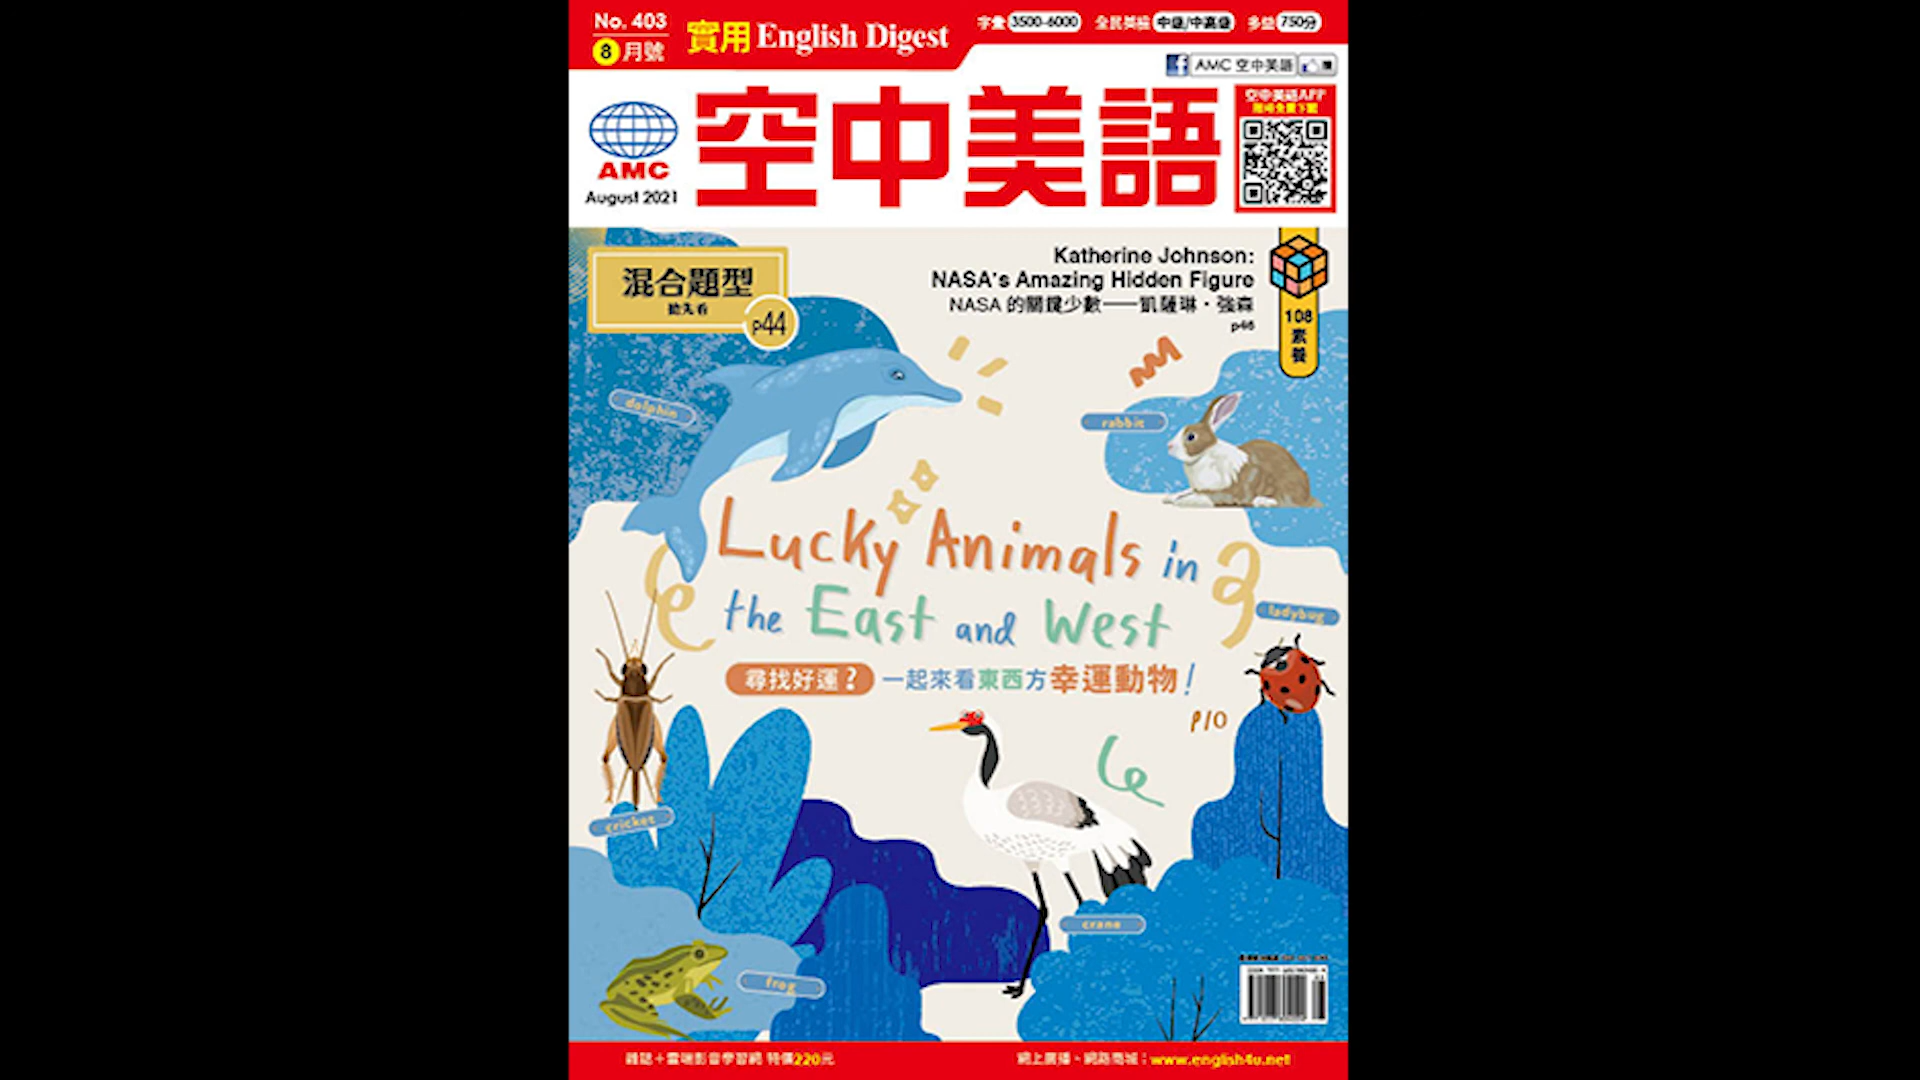 No. 403
8月號
實用 English Digest
字彙 3500-6000 全民英檢 中級/中高級 多益 750分
AMC 空中美語
空中美語APP
AMC
August 2021
空中美語
混合題型
搶先看
p44
Katherine Johnson:
NASA's Amazing Hidden Figure
NASA 的關鍵少數——凱薩琳・強森
p46
108
素
養
dolphin
rabbit
Lucky Animals in
the East and West
ladybug
尋找好運? 一起來看東西方幸運動物!
p10
cricket
crane
frog
雜誌+雲端影音學習網 特價220元
網上廣播、網路商城:www.english4u.net